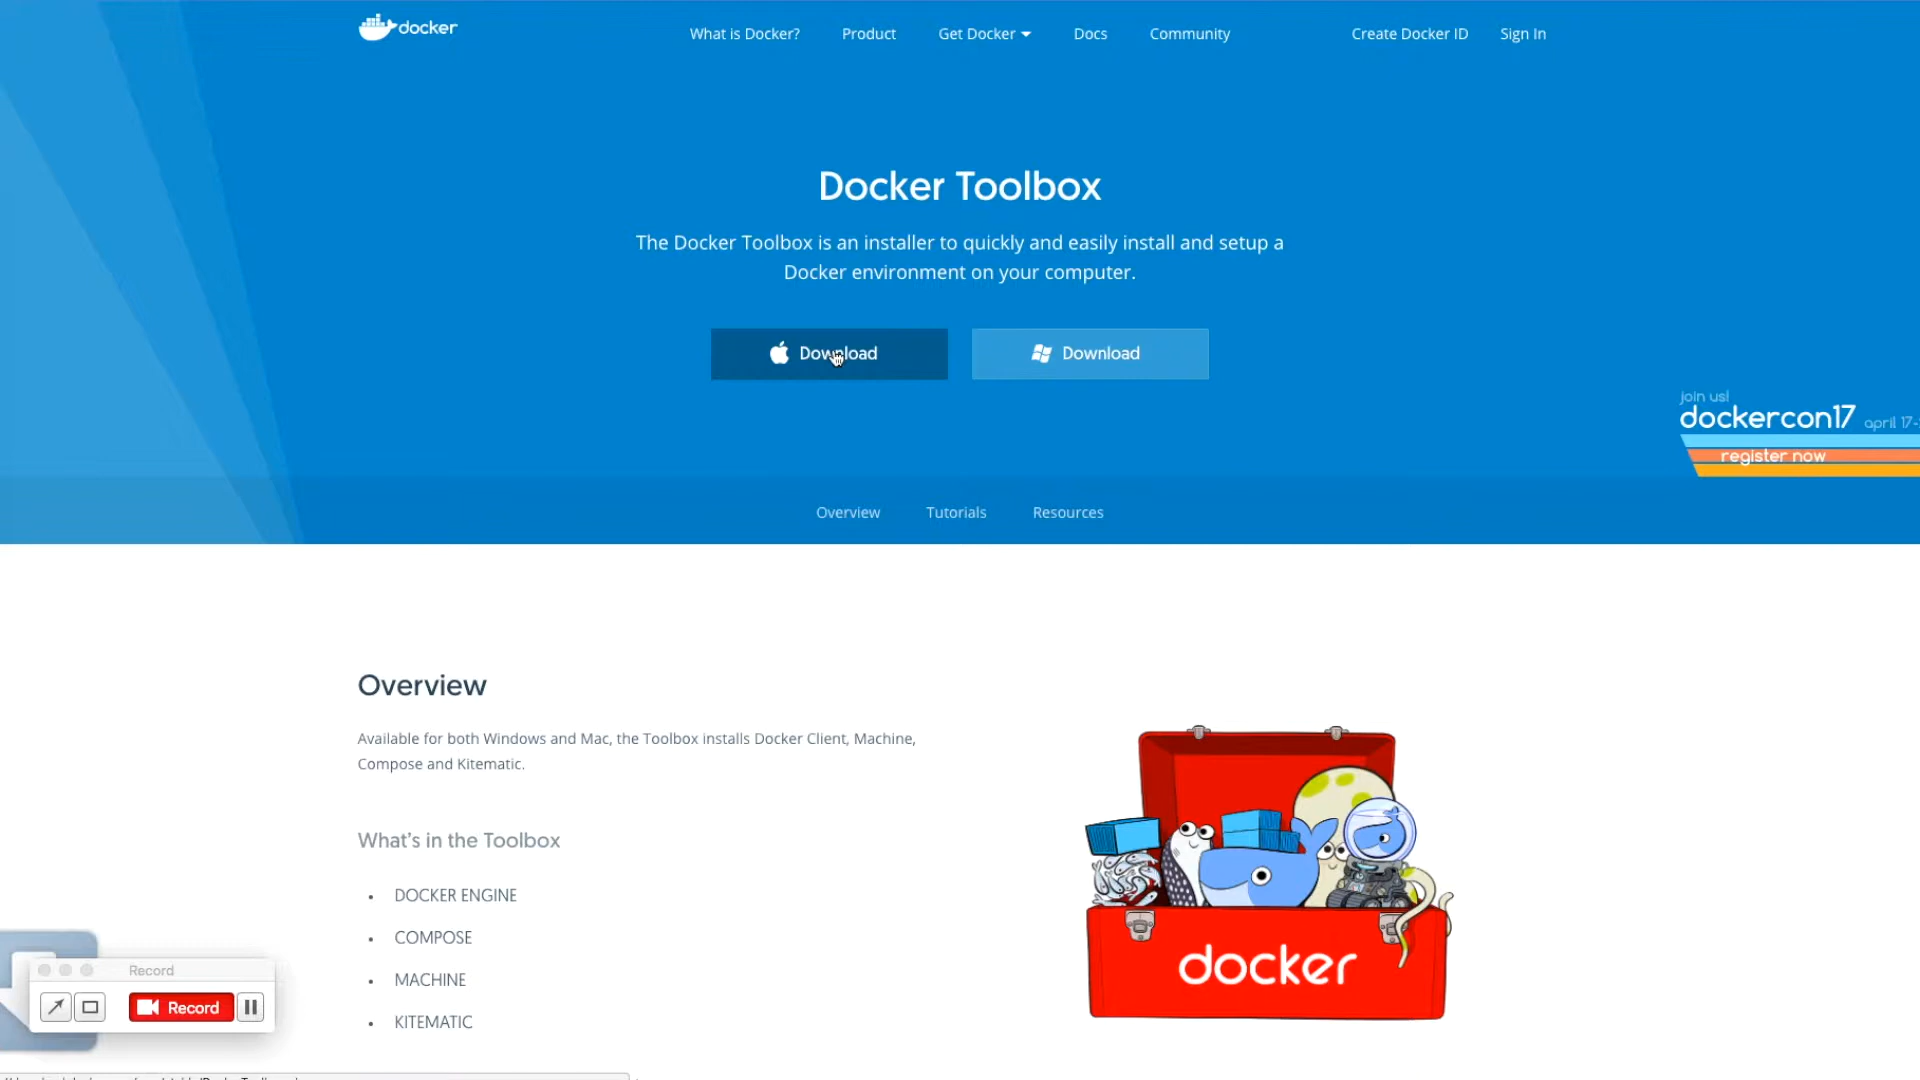 docker
What is Docker?
Product
Get Docker
Docs
Community
Create Docker ID
Sign In
Docker Toolbox
The Docker Toolbox is an installer to quickly and easily install and setup a
Docker environment on your computer.
Download
Download
join us!
dockercon17 april 17-
register now
Overview
Tutorials
Resources
Overview
Available for both Windows and Mac, the Toolbox installs Docker Client, Machine,
Compose and Kitematic.
What's in the Toolbox
• DOCKER ENGINE
• COMPOSE
• MACHINE
• KITEMATIC
docker
Record
Record